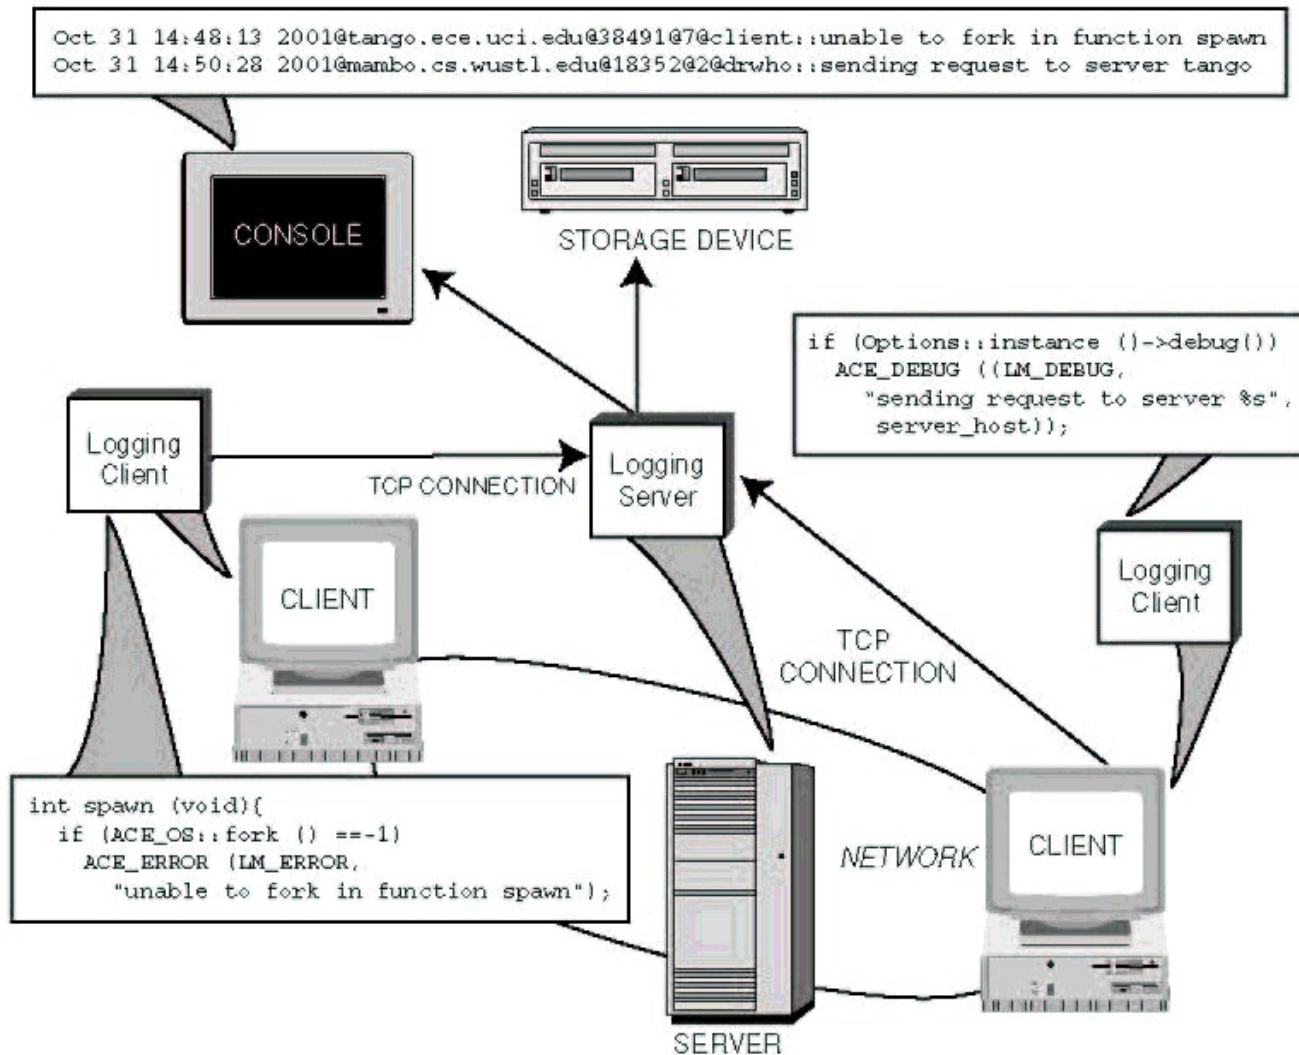 Oct 31 14:48:13 2001@tango.ece.uci.edu@38491@7@client::unable to fork in function spawn
Oct 31 14:50:28 2001@mambo.cs.wustl.edu@18352@2@drwho::sending request to server tango
CONSOLE
STORAGE DEVICE
if (Options::instance ()->debug())
ACE_DEBUG ((LM_DEBUG,
"sending request to server %s",
server_host));
Logging
Client
TCP CONNECTION
Logging
Server
Logging
Client
CLIENT
TCP
CONNECTION
int spawn (void){
if (ACE_OS::fork () ==-1)
ACE_ERROR (LM_ERROR,
"unable to fork in function spawn");
NETWORK
CLIENT
SERVER